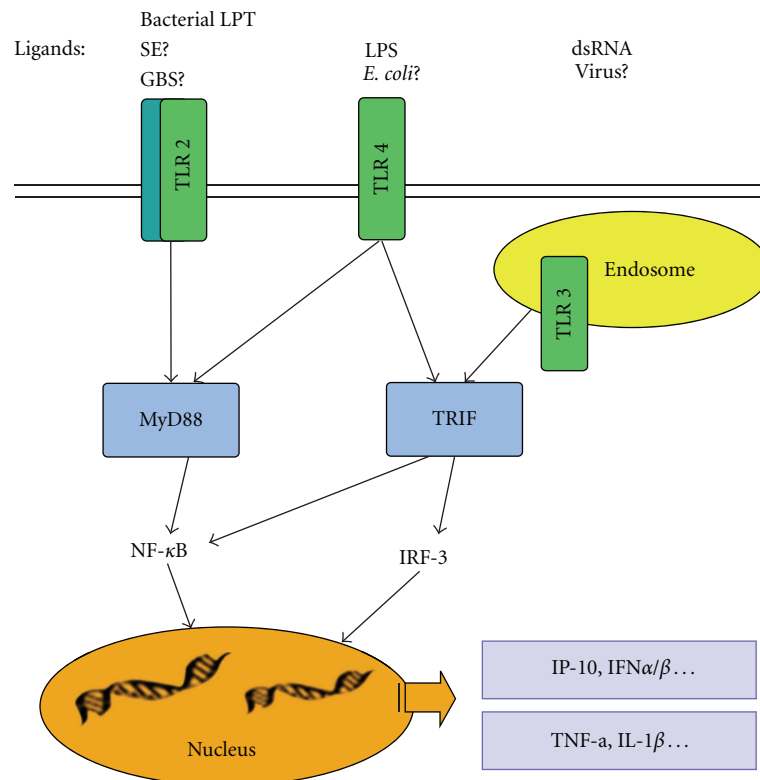 Bacterial LPT
Ligands:
SE?
GBS?
LPS
E. coli?
dsRNA
Virus?
TLR 2
TLR 4
Endosome
TLR 3
MyD88
TRIF
NF-κB
IRF-3
IP-10, IFNα/β...
TNF-a, IL-1β...
Nucleus